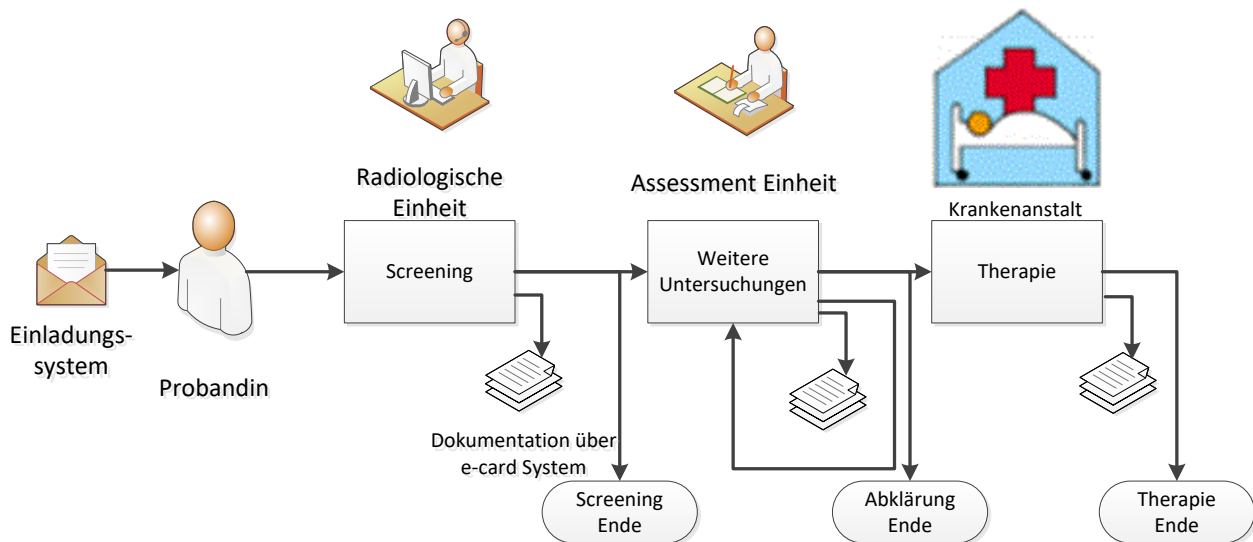 Radiologische
Einheit
Assessment Einheit
Krankenanstalt
Screening
Weitere
Untersuchungen
Therapie
Einladungs-
system
Probandin
Dokumentation über
e-card System
Screening
Ende
Abklärung
Ende
Therapie
Ende